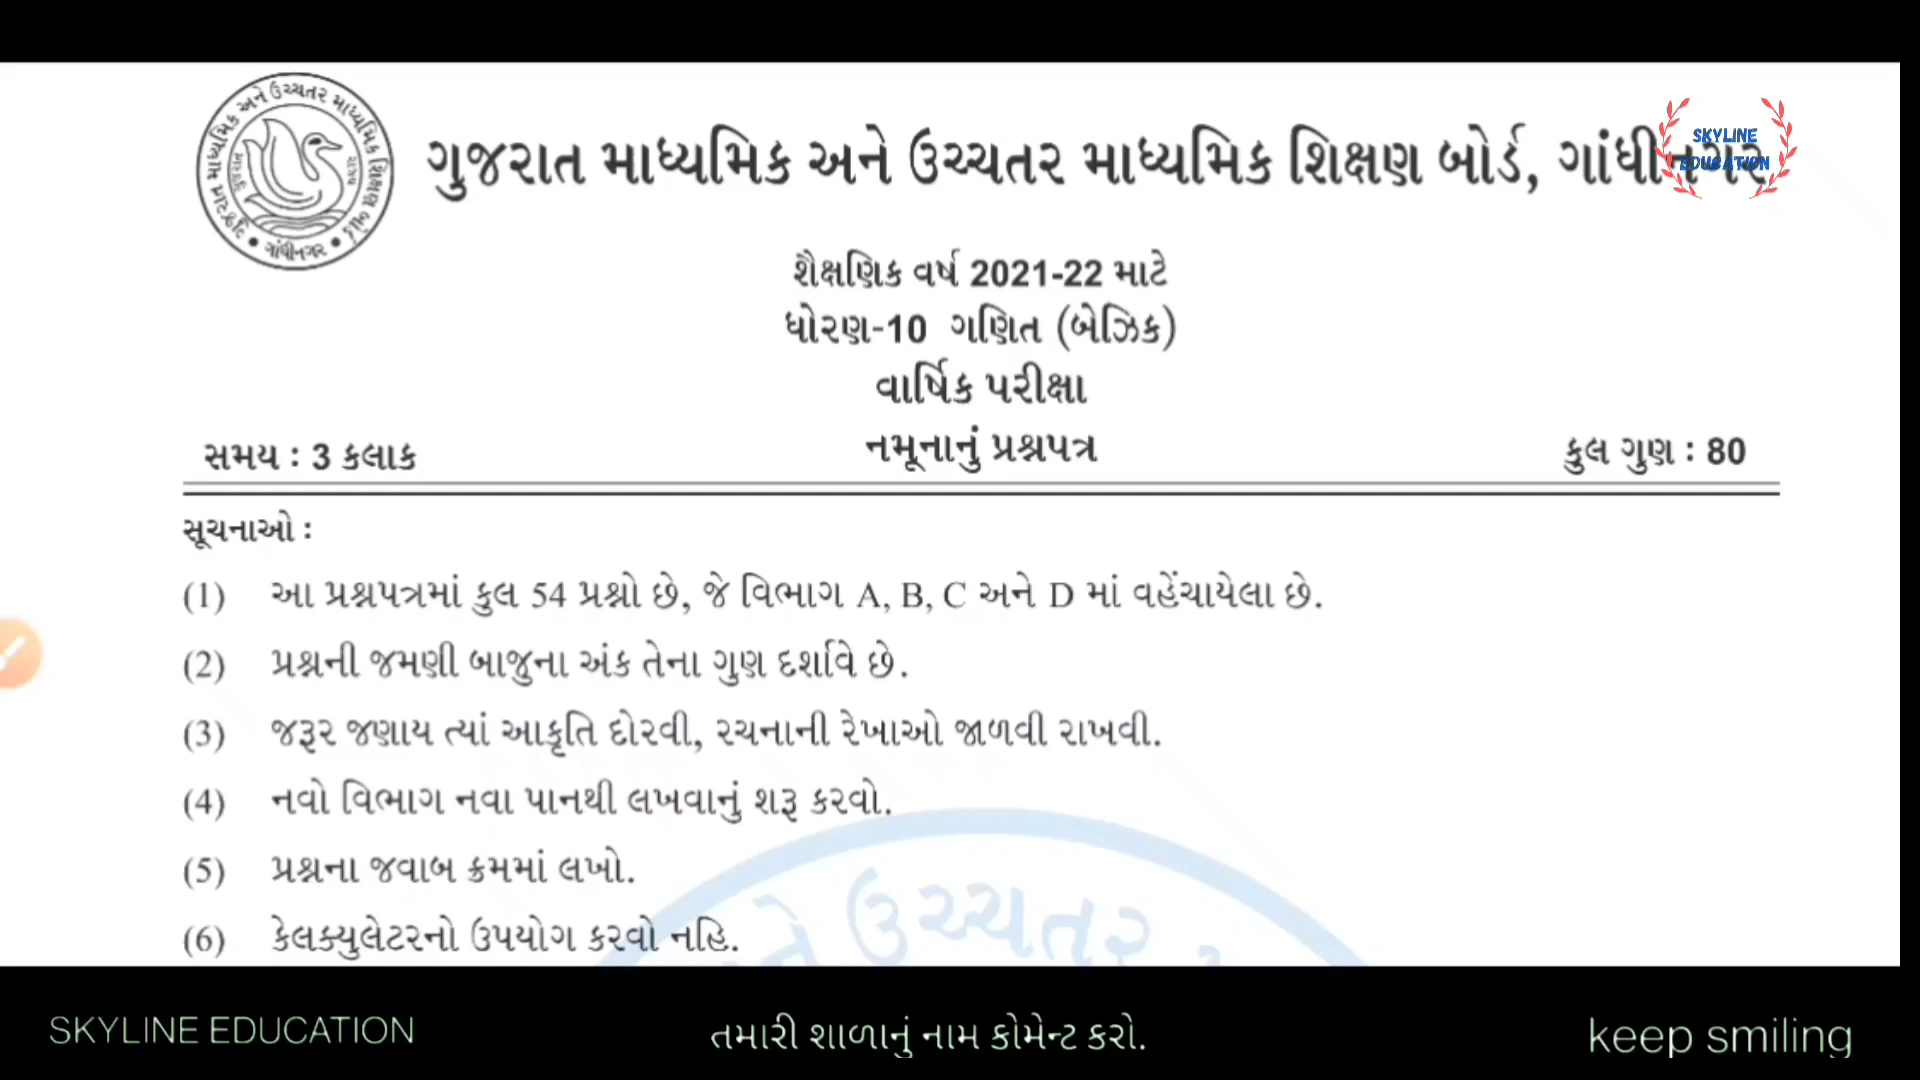 ગુજરાત માધ્યમિક અને ઉચ્ચતર માધ્યમિક શિક્ષણ બોર્ડ, ગાંધીનગર
SKYLINE
EDUCATION
શૈક્ષણિક વર્ષ 2021-22 માટે
ધોરણ-10 ગણિત (બેઝિક)
વાર્ષિક પરીક્ષા
સમય : 3 કલાક નમૂનાનું પ્રશ્નપત્ર કુલ ગુણ : 80
સૂચનાઓ :
(1) આ પ્રશ્નપત્રમાં કુલ 54 પ્રશ્નો છે, જે વિભાગ A, B, C અને D માં વહેંચાયેલા છે.
(2) પ્રશ્નની જમણી બાજુના અંક તેના ગુણ દર્શાવે છે.
(3) જરૂર જણાય ત્યાં આકૃતિ દોરવી, રચનાની રેખાઓ જાળવી રાખવી.
(4) નવો વિભાગ નવા પાનથી લખવાનું શરૂ કરવો.
(5) પ્રશ્નના જવાબ ક્રમમાં લખો.
(6) કેલક્યુલેટરનો ઉપયોગ કરવો નહિ.
ને ઉચ્ચતર
SKYLINE EDUCATION તમારી શાળાનું નામ કોમેન્ટ કરો. keep smiling